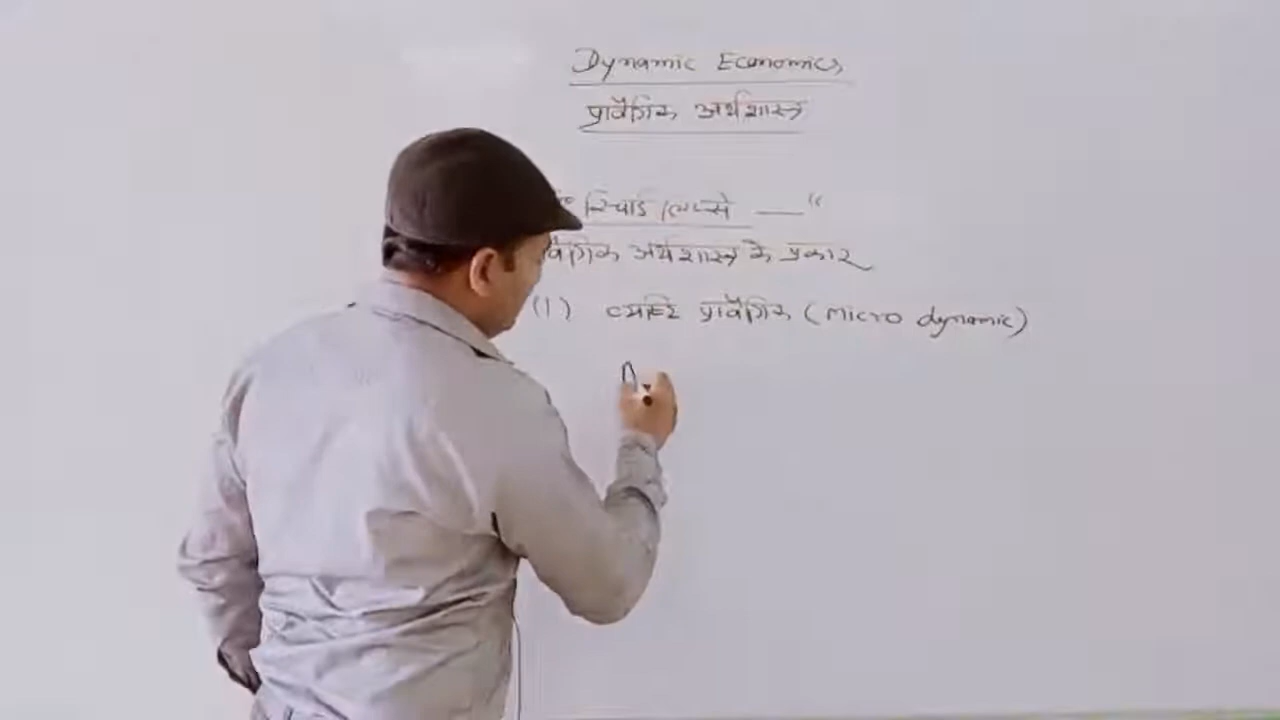 Dynamic Economics
प्रावैगिक अर्थशास्त्र
रिचार्ड लिप्से — "
वैगिक अर्थशास्त्र के प्रकार
(1) व्यष्टि प्रावैगिक (Micro dynamic)